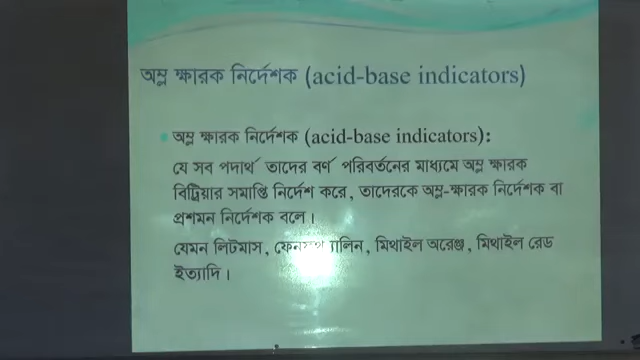 অম্ল ক্ষারক নির্দেশক (acid-base indicators)
অম্ল ক্ষারক নির্দেশক (acid-base indicators):
যে সব পদার্থ তাদের বর্ণ পরিবর্তনের মাধ্যমে অম্ল ক্ষারক
বিট্রিয়ার সমাপ্তি নির্দেশ করে, তাদেরকে অম্ল-ক্ষারক নির্দেশক বা
প্রশমন নির্দেশক বলে।
যেমন লিটমাস, মিথাইল অরেঞ্জ, মিথাইল রেড
ইত্যাদি।